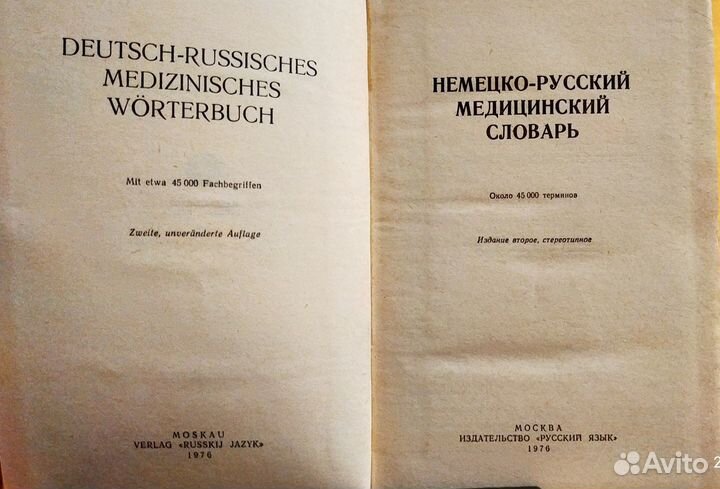 DEUTSCH-RUSSISCHES
MEDIZINISCHES
WÖRTERBUCH
Mit etwa 45 000 Fachbegriffen
Zweite, unveränderte Auflage
MOSKAU
VERLAG «RUSSKIJ JAZYK»
1976
НЕМЕЦКО-РУССКИЙ
МЕДИЦИНСКИЙ
СЛОВАРЬ
Около 45 000 терминов
Издание второе, стереотипное
МОСКВА
ИЗДАТЕЛЬСТВО «РУССКИЙ ЯЗЫК»
1976
Avito
2